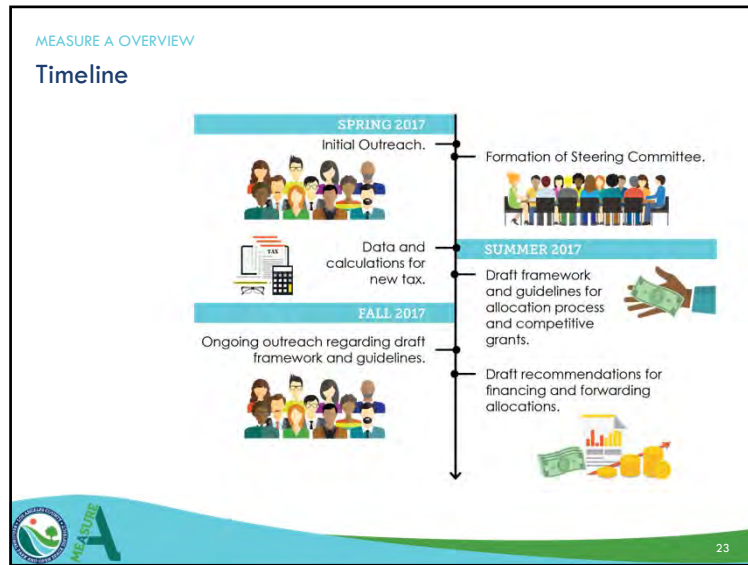 MEASURE A OVERVIEW
Timeline
SPRING 2017
Initial Outreach.
Formation of Steering Committee.
TAX
Data and
calculations for
new tax.
SUMMER 2017
Draft framework
and guidelines for
allocation process
and competitive
grants.
FALL 2017
Ongoing outreach regarding draft
framework and guidelines.
Draft recommendations for
financing and forwarding
allocations.
MEASURE
A
23